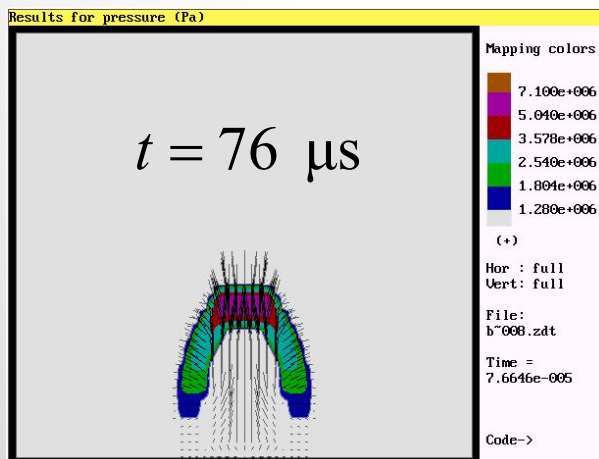 Results for pressure (Pa)
t = 76 μs
Mapping colors
7.100e+006
5.040e+006
3.578e+006
2.540e+006
1.804e+006
1.280e+006
(+)
Hor : full
Vert: full
File:
b~008.zdt
Time =
7.6646e-005
Code->